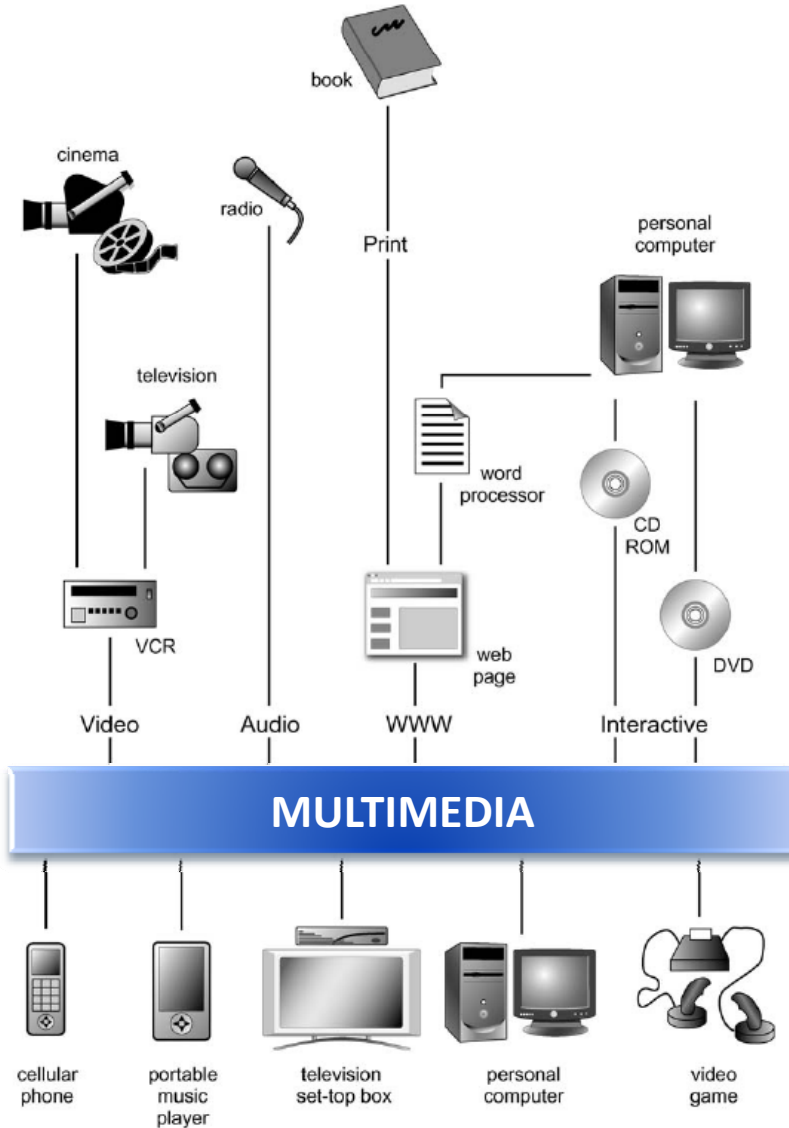 book
cinema
radio
Print
personal
computer
television
word
processor
CD
ROM
VCR
web
page
DVD
Video
Audio
WWW
Interactive
MULTIMEDIA
cellular
phone
portable
music
player
television
set-top box
personal
computer
video
game